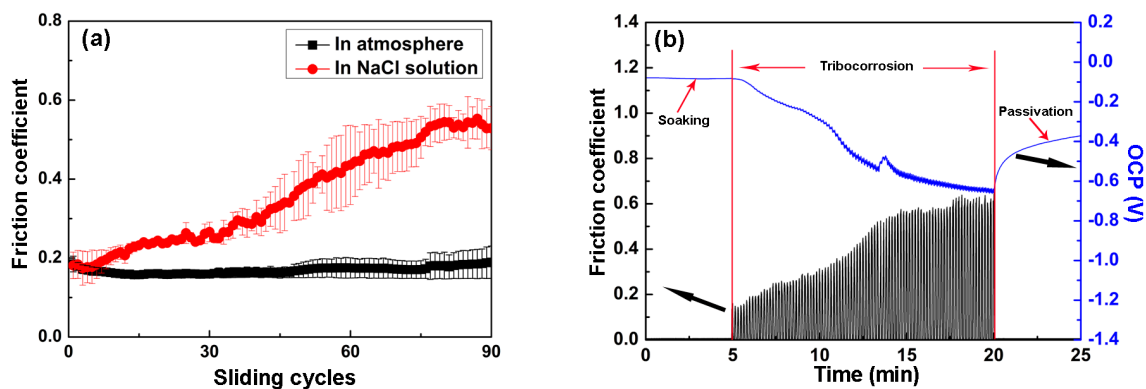 (a)
In atmosphere
In NaCl solution
Friction coefficient
0.8
0.6
0.4
0.2
0.0
0 30 60 90
Sliding cycles
(b)
Tribocorrosion
Soaking
Passivation
Friction coefficient
1.4
1.2
1.0
0.8
0.6
0.4
0.2
0.0
0 5 10 15 20 25
Time (min)
0.2
0.0
-0.2
-0.4
-0.6
-0.8
-1.0
-1.2
-1.4
OCP (V)